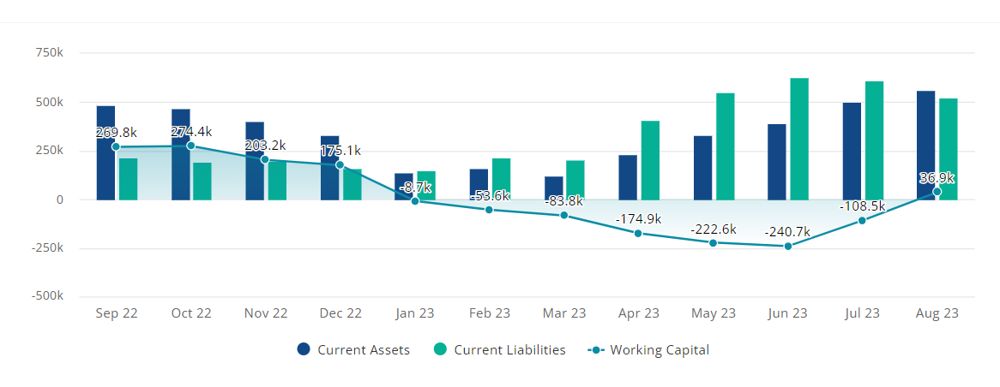 750k
500k
250k
0
-250k
-500k
269.8k
274.4k
203.2k
175.1k
-8.7k
-53.6k
-83.8k
-174.9k
-222.6k
-240.7k
-108.5k
36.9k
Sep 22 Oct 22 Nov 22 Dec 22 Jan 23 Feb 23 Mar 23 Apr 23 May 23 Jun 23 Jul 23 Aug 23
Current Assets Current Liabilities Working Capital